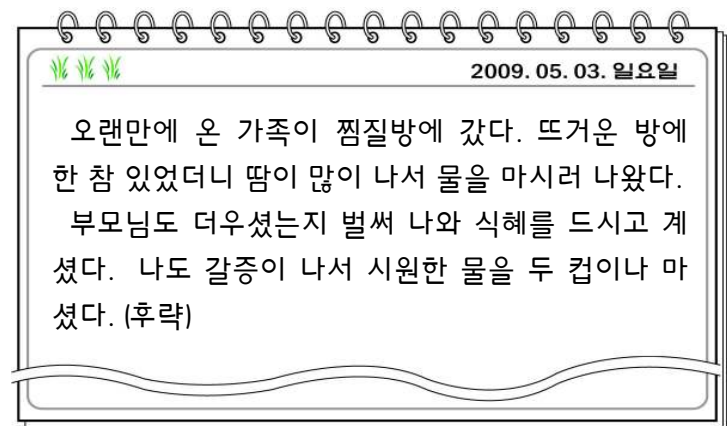 2009. 05. 03. 일요일
오랜만에 온 가족이 찜질방에 갔다. 뜨거운 방에
한 참 있었더니 땀이 많이 나서 물을 마시러 나왔다.
부모님도 더우셨는지 벌써 나와 식혜를 드시고 계
셨다. 나도 갈증이 나서 시원한 물을 두 컵이나 마
셨다. (후략)